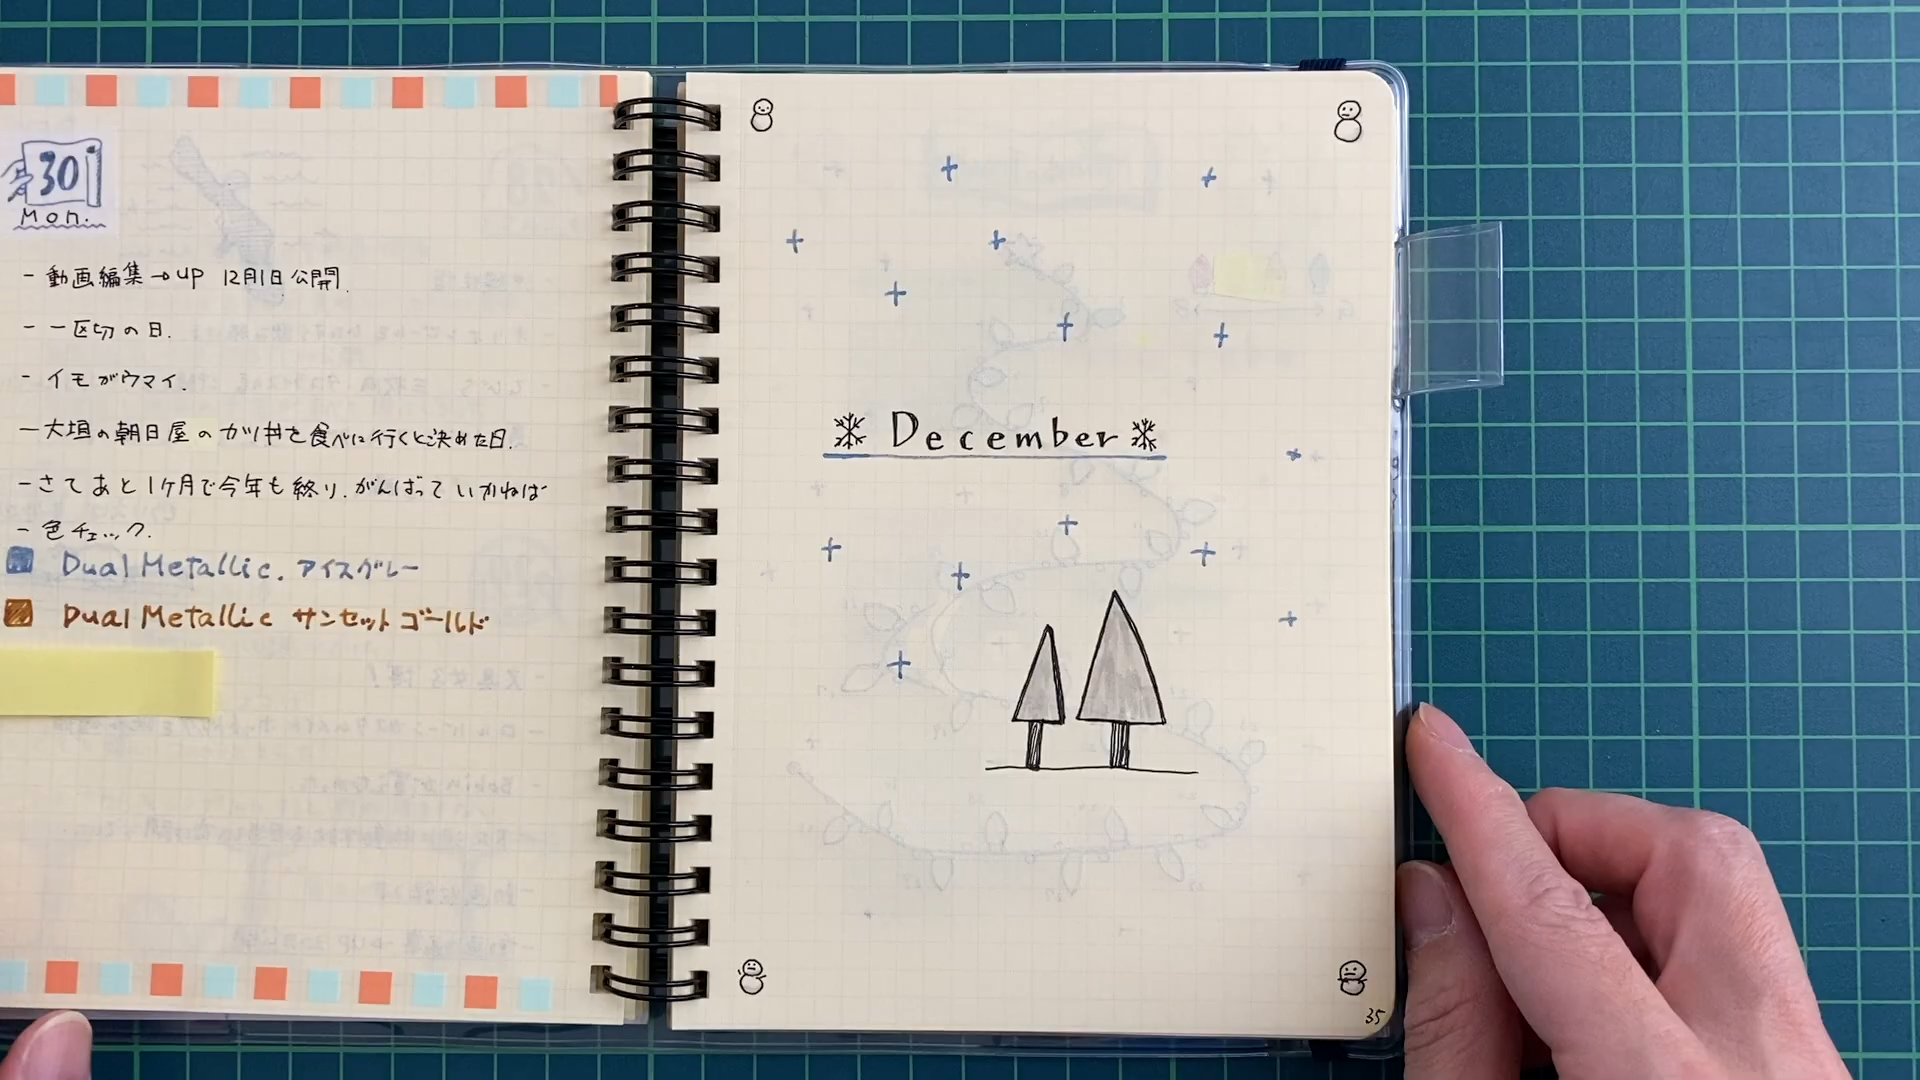 30
Mon.
- 動画編集→up 12月1日公開.
- 一区切の日.
- イモがウマイ.
- 大垣の朝日屋のカツ丼を食べに行くと決めた日.
- さてあと1ヶ月で今年も終り.がんばっていかねば
- 色チェック.
Dual Metallic. アイスグレー
Dual Metallic サンセットゴールド
December
35